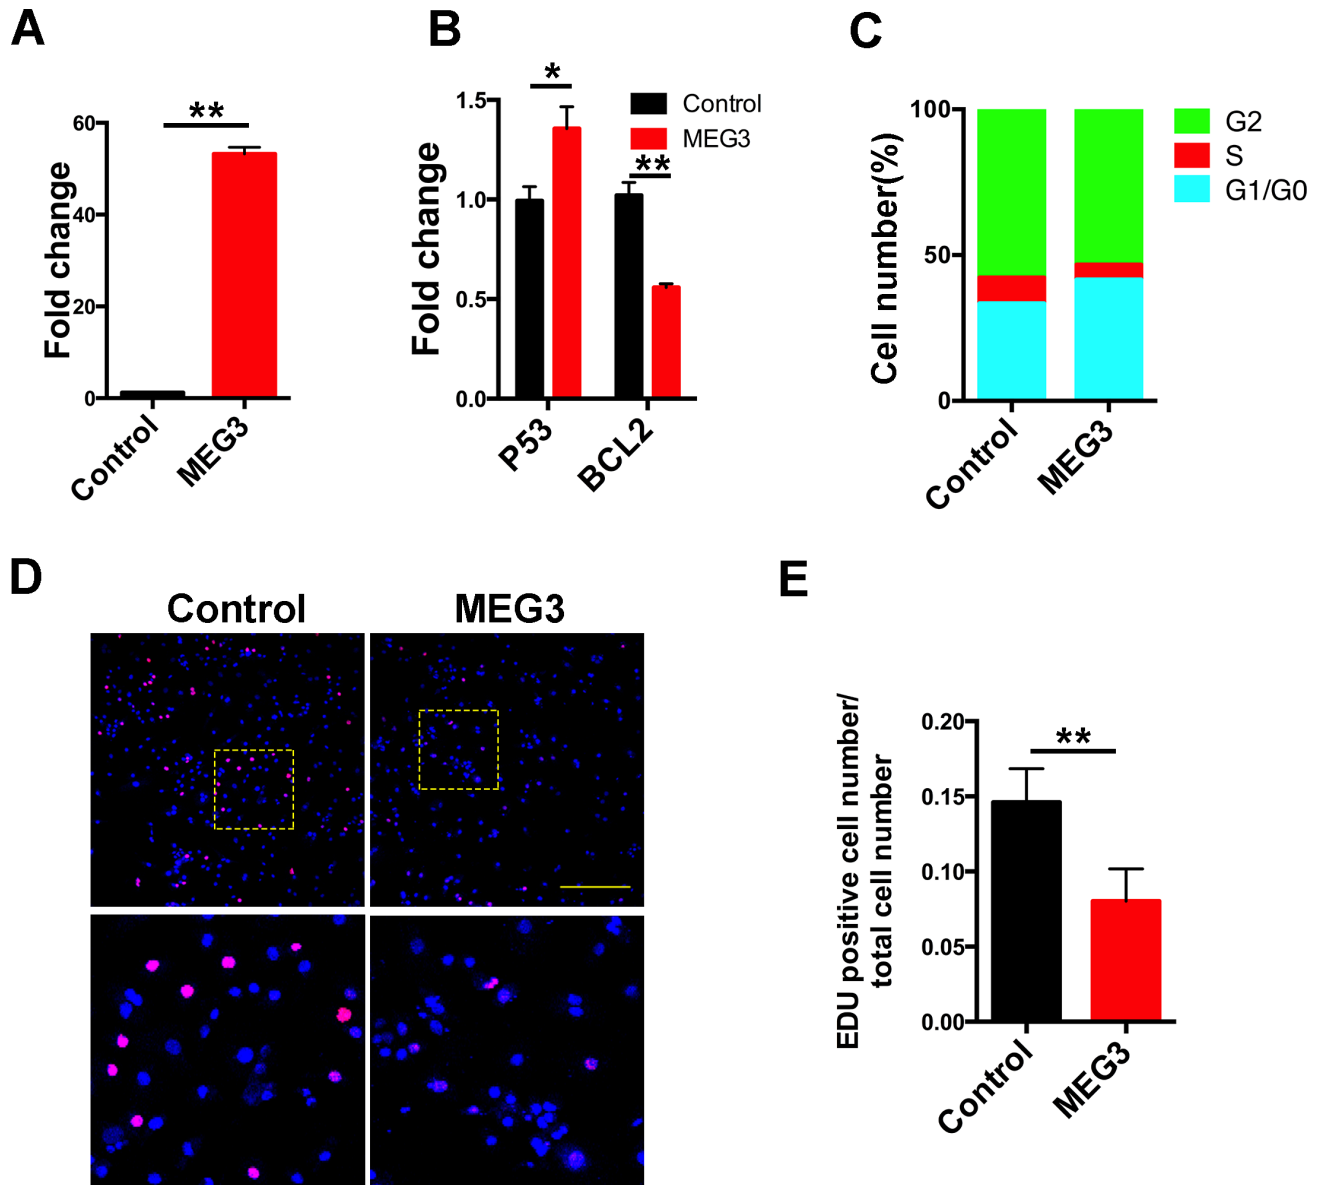 A
**
60
40
20
0
Fold change
Control
MEG3
B
*
**
1.5
1.0
0.5
0.0
Fold change
Control
MEG3
P53
BCL2
C
100
50
0
Cell number(%)
G2
S
G1/G0
Control
MEG3
D
Control
MEG3
E
**
0.20
0.15
0.10
0.05
0.00
EDU positive cell number/
total cell number
Control
MEG3